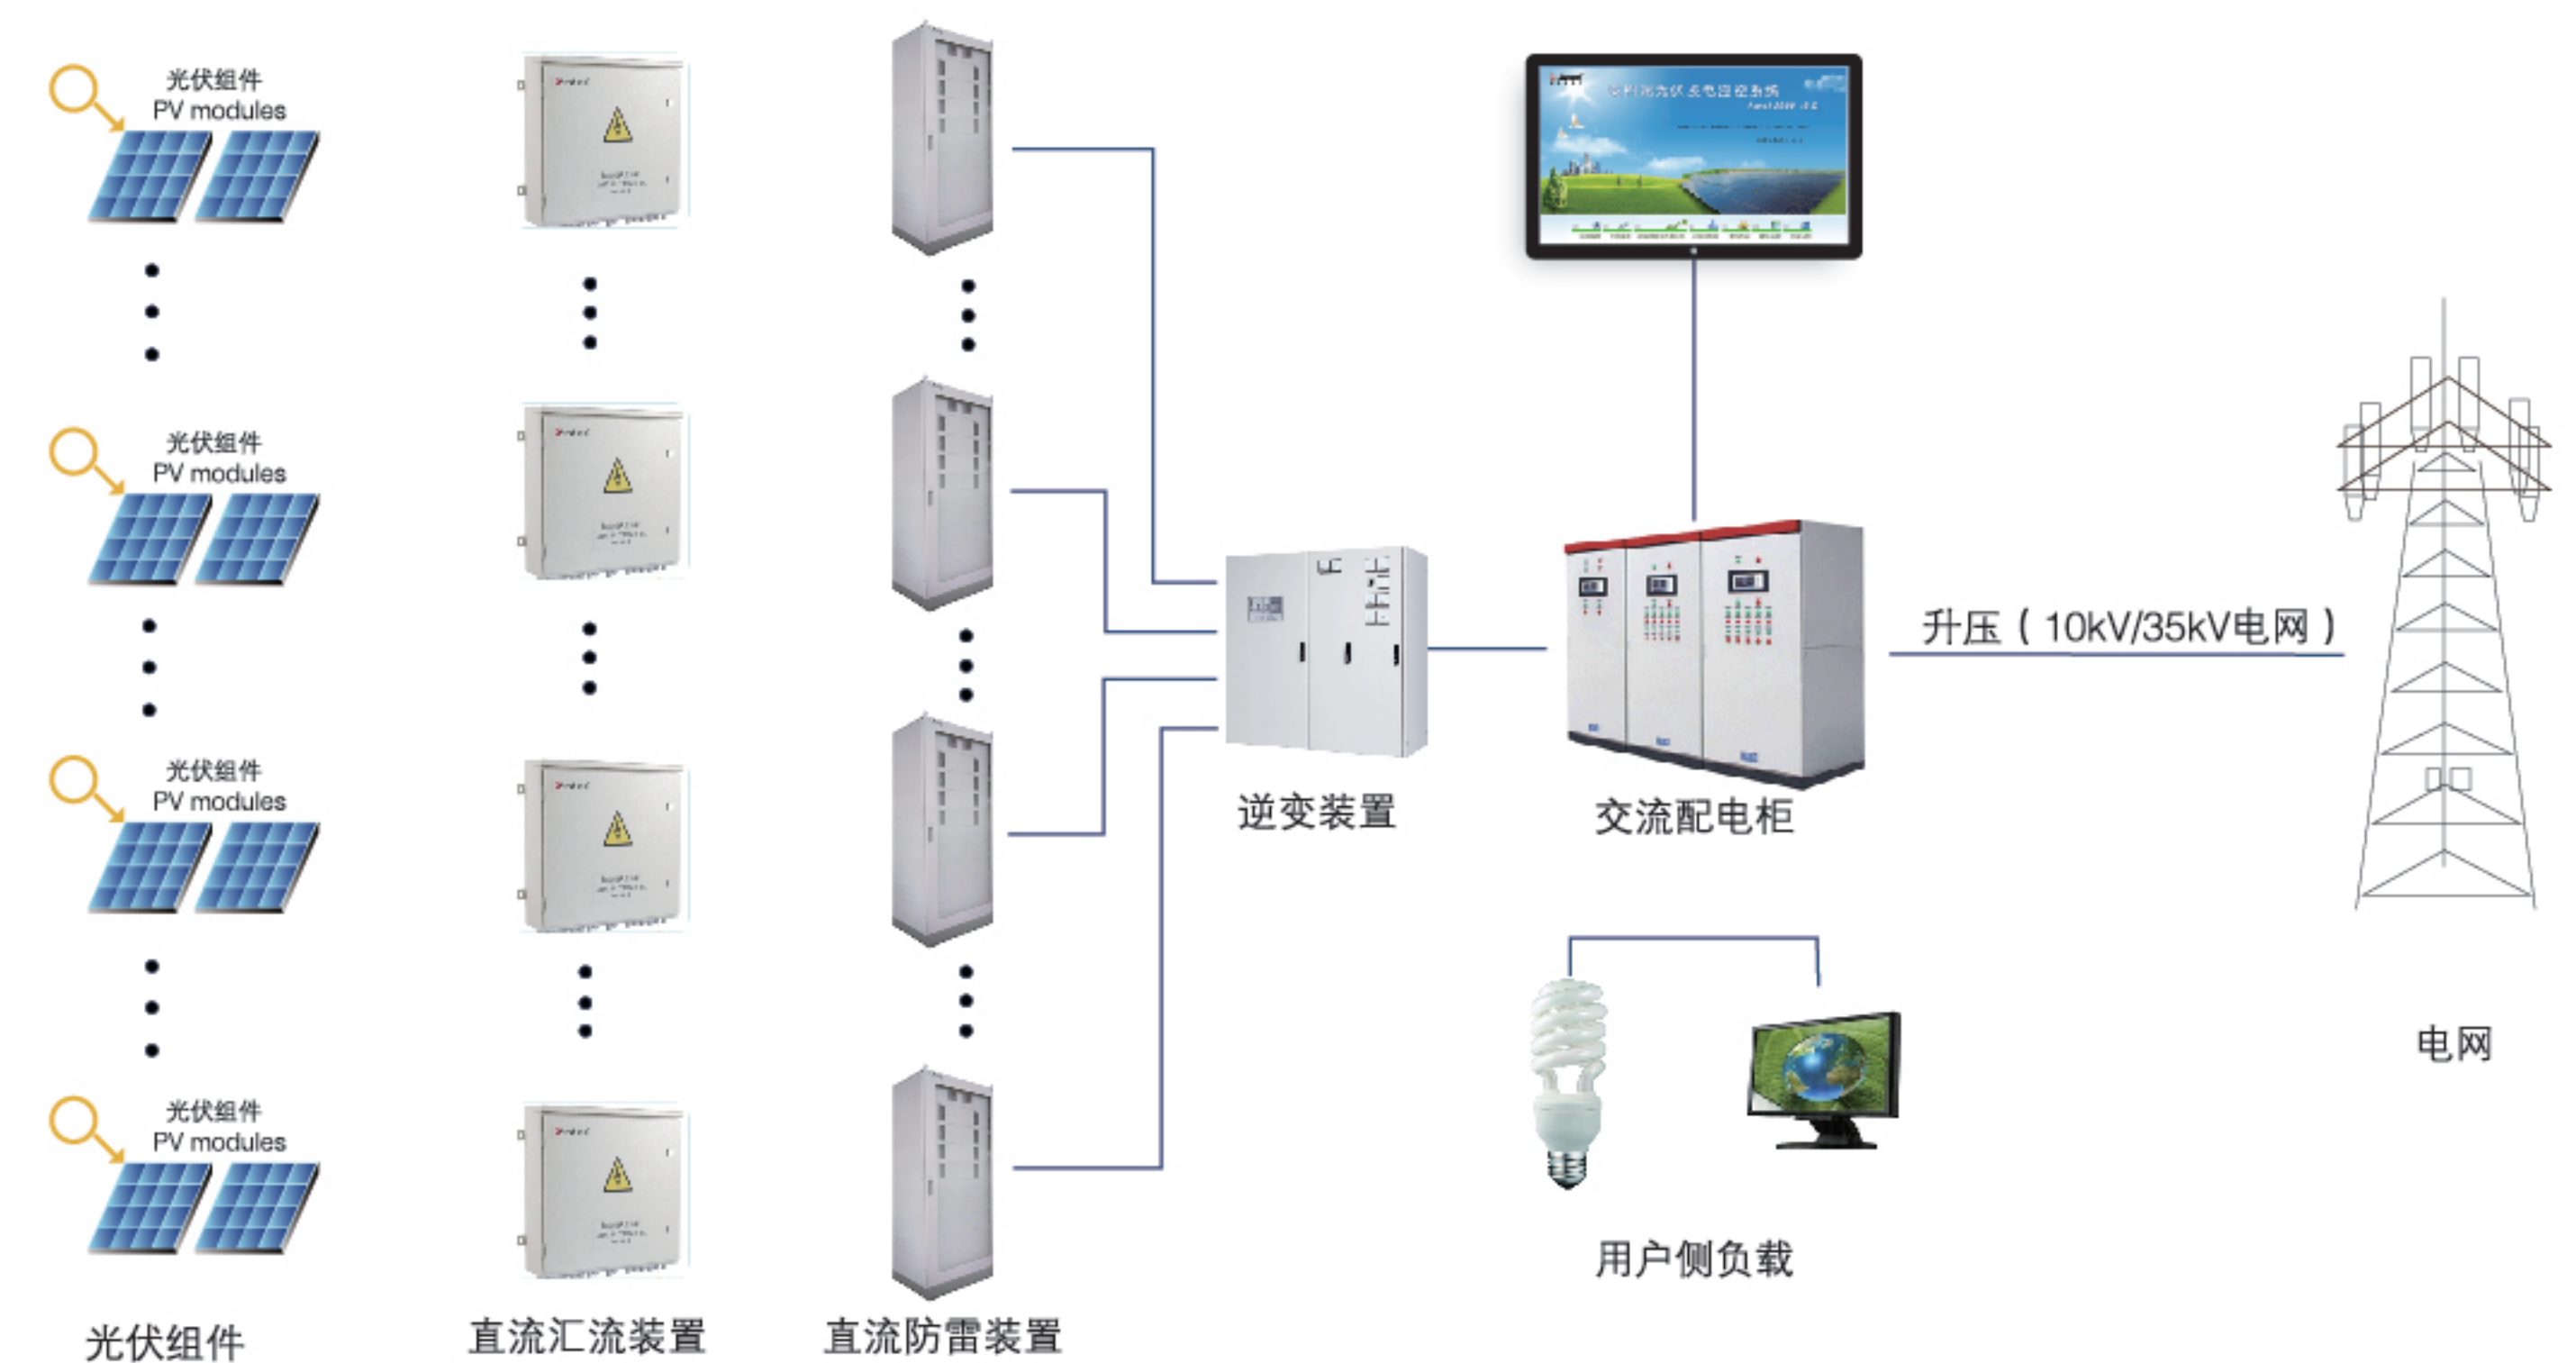 光伏组件
PV modules
光伏组件
PV modules
光伏组件
PV modules
光伏组件
PV modules
光伏组件
直流汇流装置
直流防雷装置
逆变装置
交流配电柜
升压（10kV/35kV电网）
用户侧负载
电网